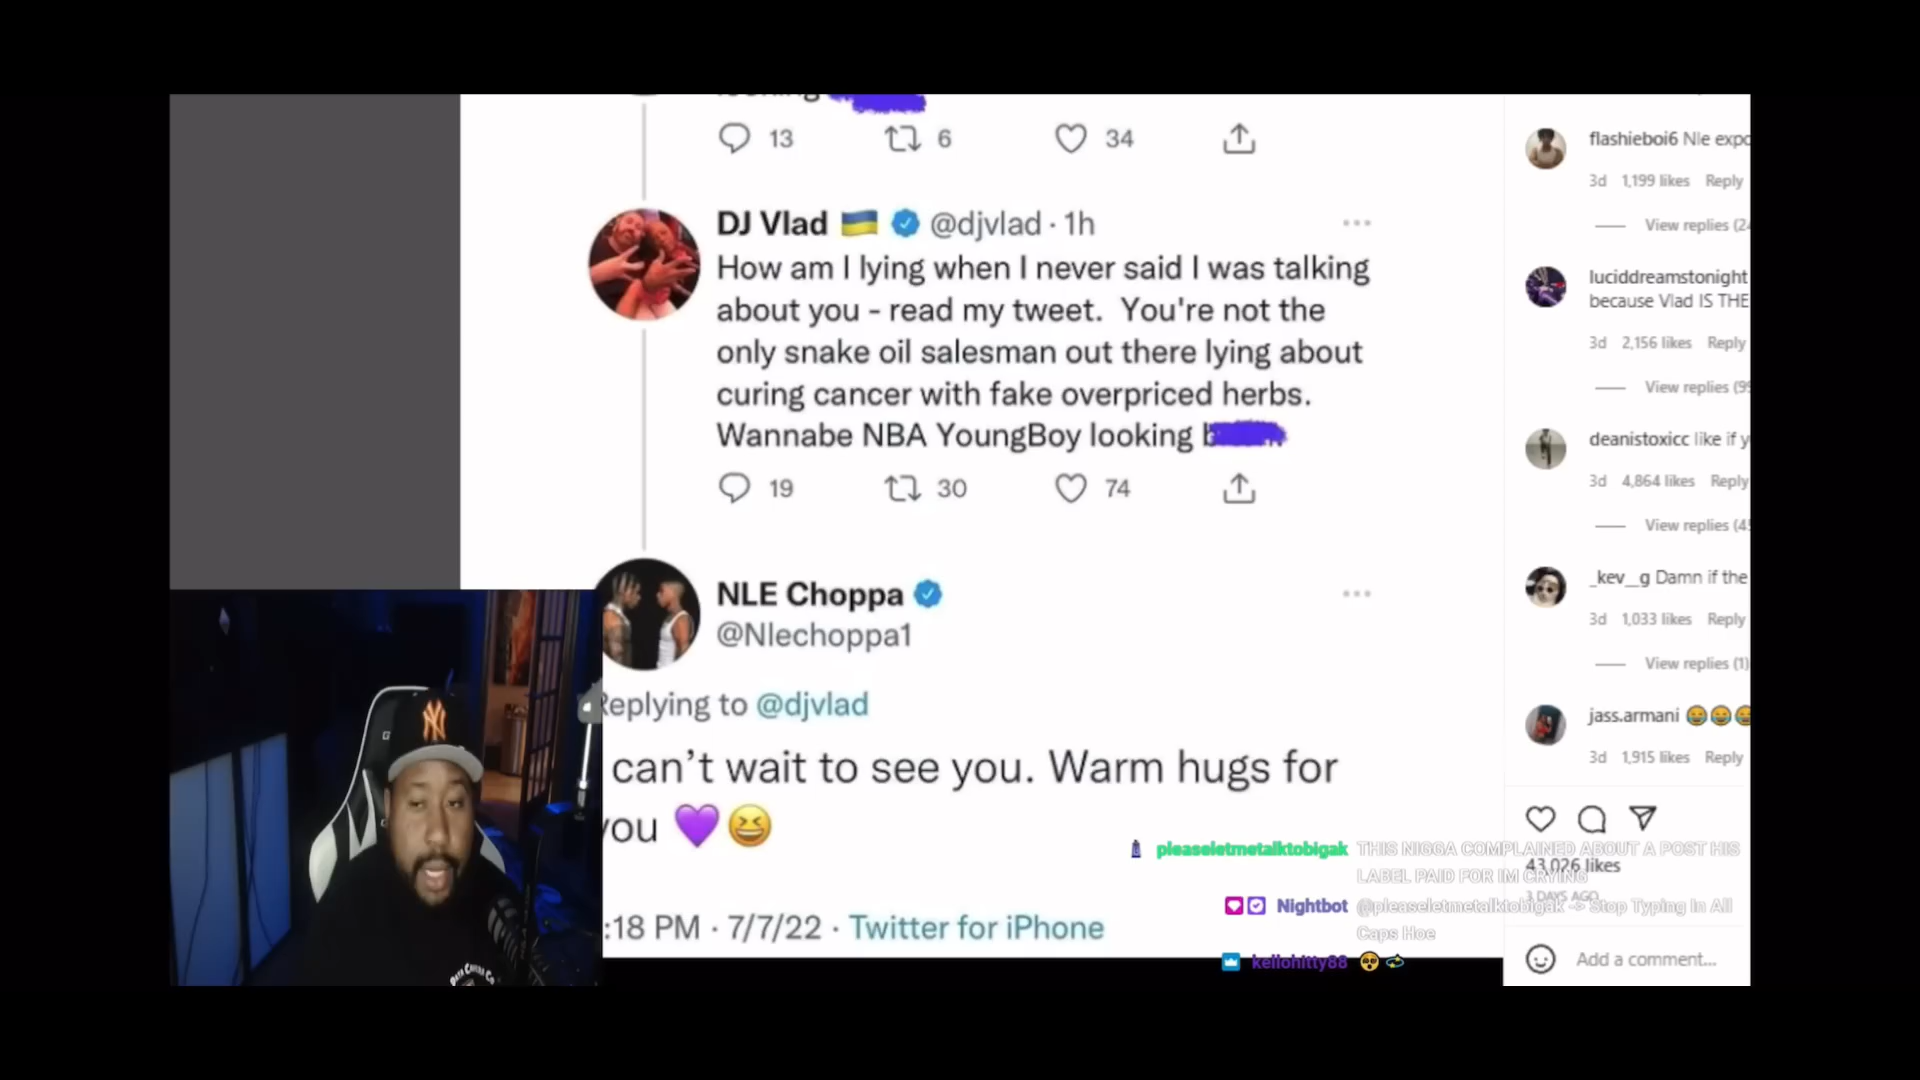 13
6
34
DJ Vlad 🇺🇦 @djvlad · 1h
How am I lying when I never said I was talking
about you - read my tweet. You're not the
only snake oil salesman out there lying about
curing cancer with fake overpriced herbs.
Wannabe NBA YoungBoy looking
19
30
74
NLE Choppa
@Nlechoppa1
Replying to @djvlad
can't wait to see you. Warm hugs for
you 💜😆
:18 PM · 7/7/22 · Twitter for iPhone
flashieboi6 Nle expo
3d 1,199 likes Reply
View replies (2
luciddreamstonight
because Vlad IS THE
3d 2,156 likes Reply
View replies (9
deanistoxicc like if y
3d 4,864 likes Reply
View replies (4
_kev__g Damn if the
3d 1,033 likes Reply
View replies (1)
jass.armani 😂😂😂
3d 1,915 likes Reply
43,026 likes
3 DAYS AGO
Add a comment...
pleaseletmetalktobigak THIS NIGGA COMPLAINED ABOUT A POST HIS
LABEL PAID FOR IM CRYING
Nightbot @pleaseletmetalktobigak -> Stop Typing In All
Caps Hoe
kellohitty88 😵💫
NY